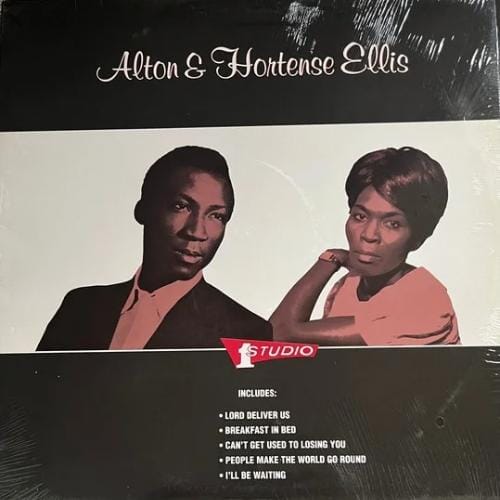 Alton & Hortense Ellis
1 STUDIO
INCLUDES:
• LORD DELIVER US
• BREAKFAST IN BED
• CAN'T GET USED TO LOSING YOU
• PEOPLE MAKE THE WORLD GO ROUND
• I'LL BE WAITING